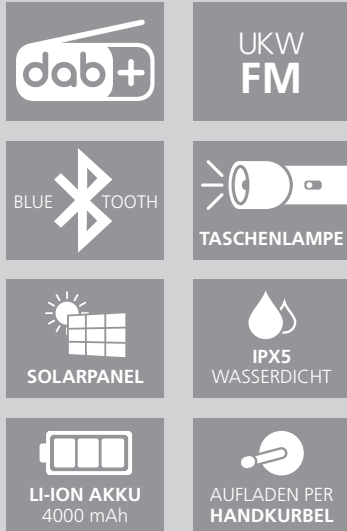 dab+
UKW
FM
BLUE TOOTH
TASCHENLAMPE
SOLARPANEL
IPX5
WASSERDICHT
LI-ION AKKU
4000 mAh
AUFLADEN PER
HANDKURBEL